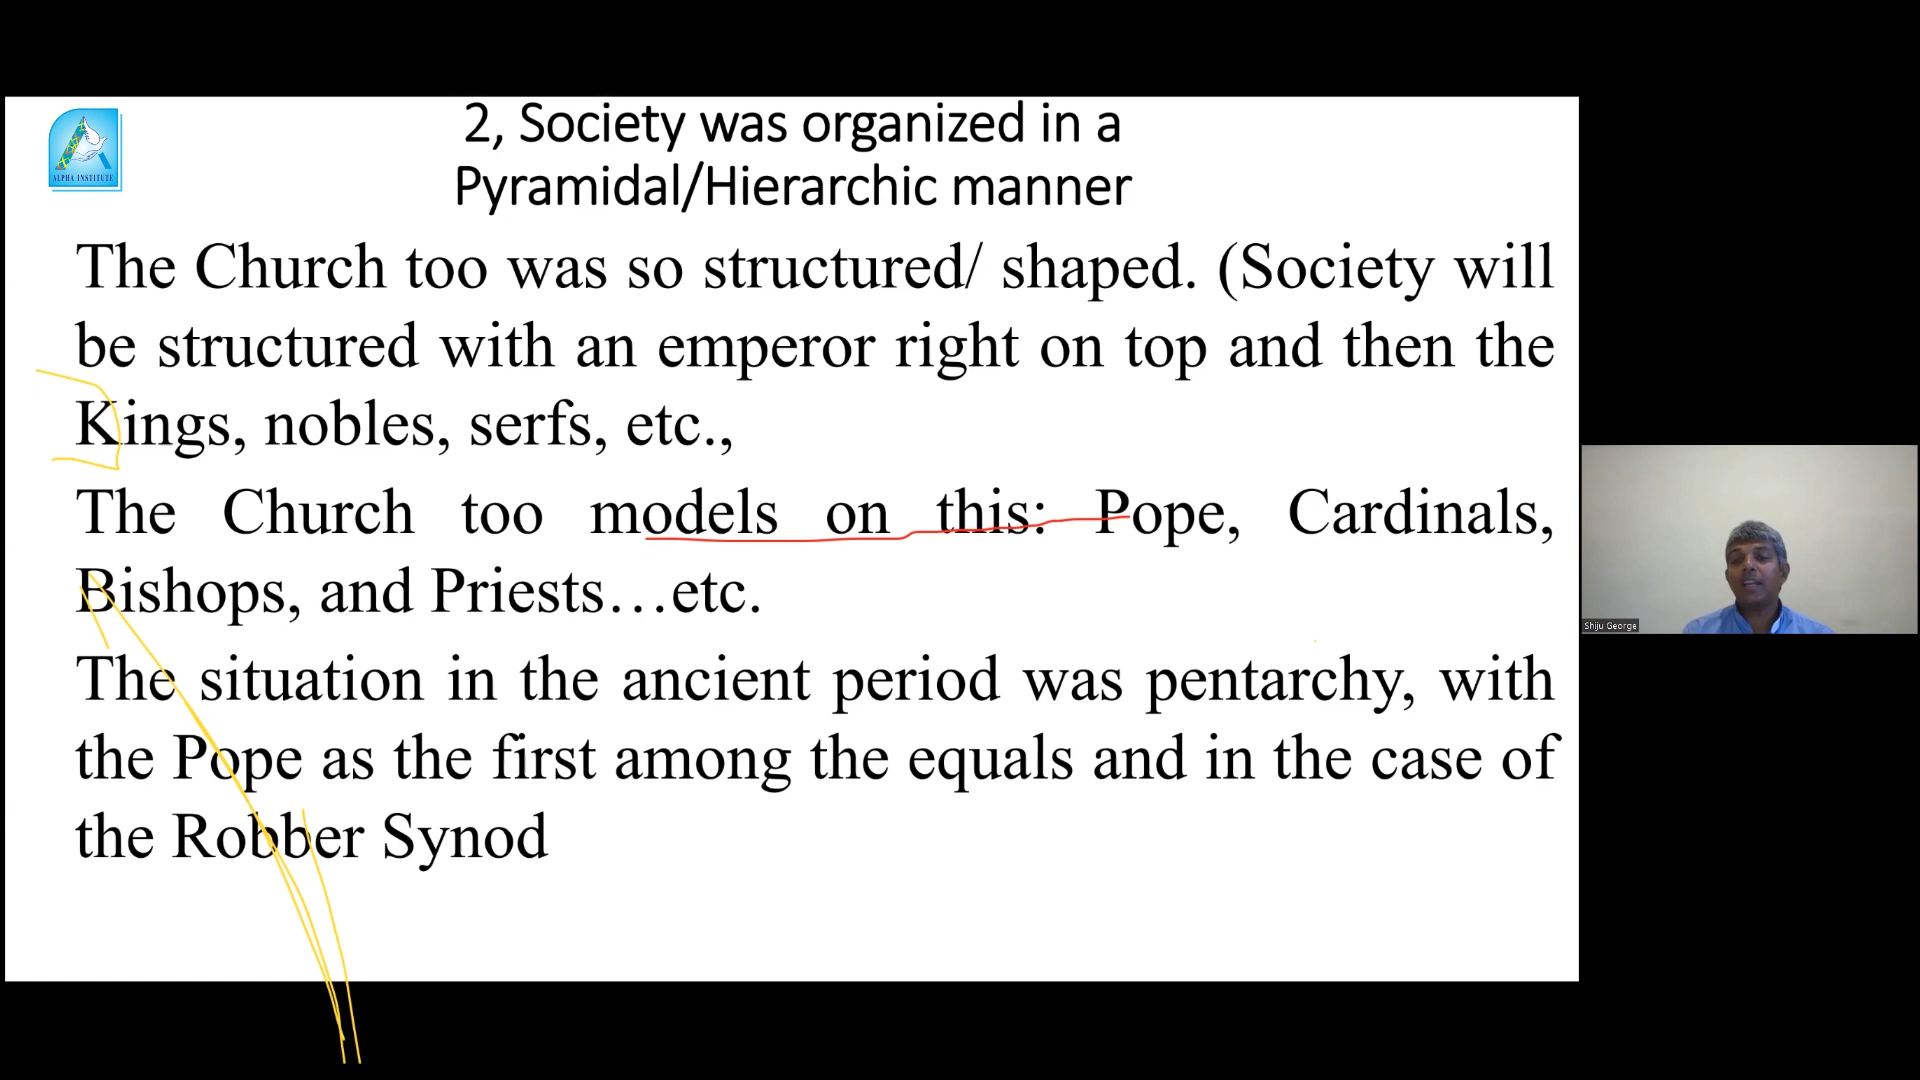 ALPHA INSTITUTE
2, Society was organized in a
Pyramidal/Hierarchic manner
The Church too was so structured/ shaped. (Society will
be structured with an emperor right on top and then the
Kings, nobles, serfs, etc.,
The Church too models on this: Pope, Cardinals,
Bishops, and Priests…etc.
The situation in the ancient period was pentarchy, with
the Pope as the first among the equals and in the case of
the Robber Synod
Shiju George